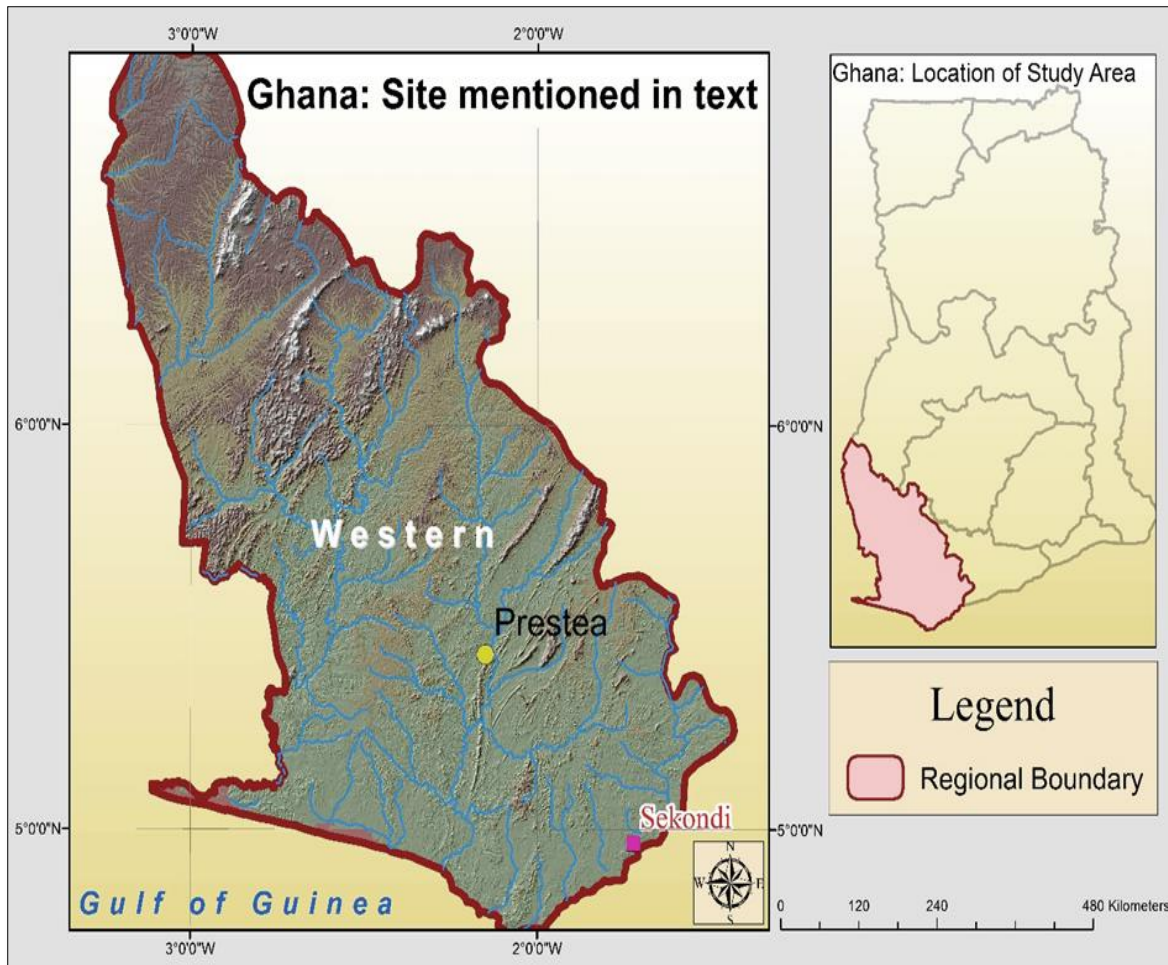 3°0'0"W
2°0'0"W
Ghana: Site mentioned in text
Ghana: Location of Study Area
6°0'0"N
6°0'0"N
Western
Prestea
Legend
Regional Boundary
5°0'0"N
Sekondi
5°0'0"N
N
W E
S
Gulf of Guinea
0 120 240 480 Kilometers
3°0'0"W
2°0'0"W